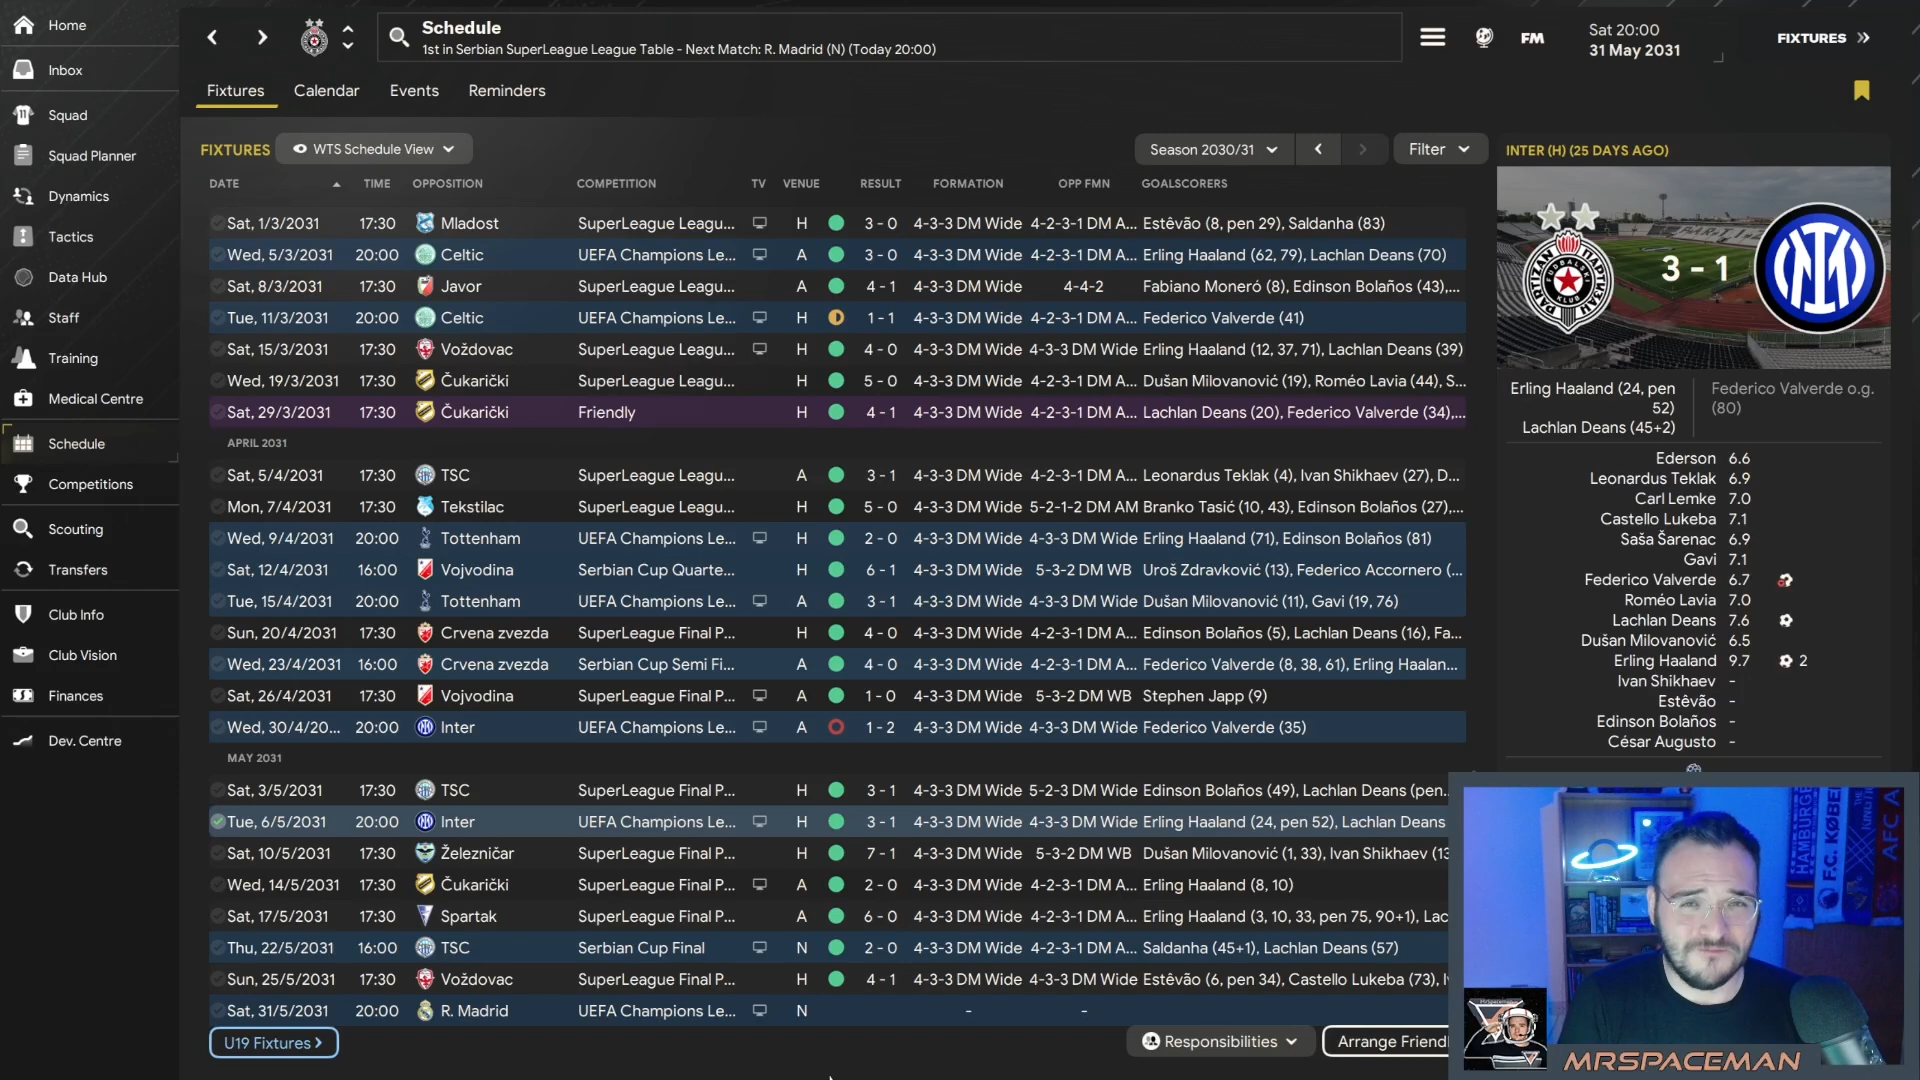 Home
Inbox
Squad
Squad Planner
Dynamics
Tactics
Data Hub
Staff
Training
Medical Centre
Schedule
Competitions
Scouting
Transfers
Club Info
Club Vision
Finances
Dev. Centre
Schedule
1st in Serbian SuperLeague League Table - Next Match: R. Madrid (N) (Today 20:00)
FM
Sat 20:00
31 May 2031
FIXTURES
Fixtures Calendar Events Reminders
FIXTURES WTS Schedule View Season 2030/31 Filter
DATE TIME OPPOSITION COMPETITION TV VENUE RESULT FORMATION OPP FMN GOALSCORERS
Sat, 1/3/2031 17:30 Mladost SuperLeague Leagu... H 3 - 0 4-3-3 DM Wide 4-2-3-1 DM A... Estêvão (8, pen 29), Saldanha (83)
Wed, 5/3/2031 20:00 Celtic UEFA Champions Le... A 3 - 0 4-3-3 DM Wide 4-2-3-1 DM A... Erling Haaland (62, 79), Lachlan Deans (70)
Sat, 8/3/2031 17:30 Javor SuperLeague Leagu... A 4 - 1 4-3-3 DM Wide 4-4-2 Fabiano Moneró (8), Edinson Bolaños (43),...
Tue, 11/3/2031 20:00 Celtic UEFA Champions Le... H 1 - 1 4-3-3 DM Wide 4-2-3-1 DM A... Federico Valverde (41)
Sat, 15/3/2031 17:30 Voždovac SuperLeague Leagu... H 4 - 0 4-3-3 DM Wide 4-3-3 DM Wide Erling Haaland (12, 37, 71), Lachlan Deans (39)
Wed, 19/3/2031 17:30 Čukarički SuperLeague Leagu... H 5 - 0 4-3-3 DM Wide 4-2-3-1 DM A... Dušan Milovanović (19), Roméo Lavia (44), S...
Sat, 29/3/2031 17:30 Čukarički Friendly H 4 - 1 4-3-3 DM Wide 4-2-3-1 DM A... Lachlan Deans (20), Federico Valverde (34),...
APRIL 2031
Sat, 5/4/2031 17:30 TSC SuperLeague Leagu... A 3 - 1 4-3-3 DM Wide 4-2-3-1 DM A... Leonardus Teklak (4), Ivan Shikhaev (27), D...
Mon, 7/4/2031 17:30 Tekstilac SuperLeague Leagu... H 5 - 0 4-3-3 DM Wide 5-2-1-2 DM AM Branko Tasić (10, 43), Edinson Bolaños (27),...
Wed, 9/4/2031 20:00 Tottenham UEFA Champions Le... H 2 - 0 4-3-3 DM Wide 4-3-3 DM Wide Erling Haaland (71), Edinson Bolaños (81)
Sat, 12/4/2031 16:00 Vojvodina Serbian Cup Quarte... H 6 - 1 4-3-3 DM Wide 5-3-2 DM WB Uroš Zdravković (13), Federico Accornero (...
Tue, 15/4/2031 20:00 Tottenham UEFA Champions Le... A 3 - 1 4-3-3 DM Wide 4-3-3 DM Wide Dušan Milovanović (11), Gavi (19, 76)
Sun, 20/4/2031 17:30 Crvena zvezda SuperLeague Final P... H 4 - 0 4-3-3 DM Wide 4-2-3-1 DM A... Edinson Bolaños (5), Lachlan Deans (16), Fa...
Wed, 23/4/2031 16:00 Crvena zvezda Serbian Cup Semi Fi... A 4 - 0 4-3-3 DM Wide 4-2-3-1 DM A... Federico Valverde (8, 38, 61), Erling Haalan...
Sat, 26/4/2031 17:30 Vojvodina SuperLeague Final P... A 1 - 0 4-3-3 DM Wide 5-3-2 DM WB Stephen Japp (9)
Wed, 30/4/20... 20:00 Inter UEFA Champions Le... A 1 - 2 4-3-3 DM Wide 4-3-3 DM Wide Federico Valverde (35)
MAY 2031
Sat, 3/5/2031 17:30 TSC SuperLeague Final P... H 3 - 1 4-3-3 DM Wide 5-2-3 DM Wide Edinson Bolaños (49), Lachlan Deans (pen...
Tue, 6/5/2031 20:00 Inter UEFA Champions Le... H 3 - 1 4-3-3 DM Wide 4-3-3 DM Wide Erling Haaland (24, pen 52), Lachlan Deans
Sat, 10/5/2031 17:30 Železničar SuperLeague Final P... H 7 - 1 4-3-3 DM Wide 5-3-2 DM WB Dušan Milovanović (1, 33), Ivan Shikhaev (13
Wed, 14/5/2031 17:30 Čukarički SuperLeague Final P... A 2 - 0 4-3-3 DM Wide 4-2-3-1 DM A... Erling Haaland (8, 10)
Sat, 17/5/2031 17:30 Spartak SuperLeague Final P... A 6 - 0 4-3-3 DM Wide 4-2-3-1 DM A... Erling Haaland (3, 10, 33, pen 75, 90+1), Lac
Thu, 22/5/2031 16:00 TSC Serbian Cup Final N 2 - 0 4-3-3 DM Wide 4-2-3-1 DM A... Saldanha (45+1), Lachlan Deans (57)
Sun, 25/5/2031 17:30 Voždovac SuperLeague Final P... H 4 - 1 4-3-3 DM Wide 4-3-3 DM Wide Estêvão (6, pen 34), Castello Lukeba (73), I
Sat, 31/5/2031 20:00 R. Madrid UEFA Champions Le... N - -
U19 Fixtures Responsibilities Arrange Friendl
INTER (H) (25 DAYS AGO)
3 - 1
Erling Haaland (24, pen
52)
Lachlan Deans (45+2)
Federico Valverde o.g.
(80)
Ederson 6.6
Leonardus Teklak 6.9
Carl Lemke 7.0
Castello Lukeba 7.1
Saša Šarenac 6.9
Gavi 7.1
Federico Valverde 6.7
Roméo Lavia 7.0
Lachlan Deans 7.6
Dušan Milovanović 6.5
Erling Haaland 9.7 2
Ivan Shikhaev -
Estêvão -
Edinson Bolaños -
César Augusto -
HAMBURGER
F.C. KØBE
AFC A
MRSPACEMAN